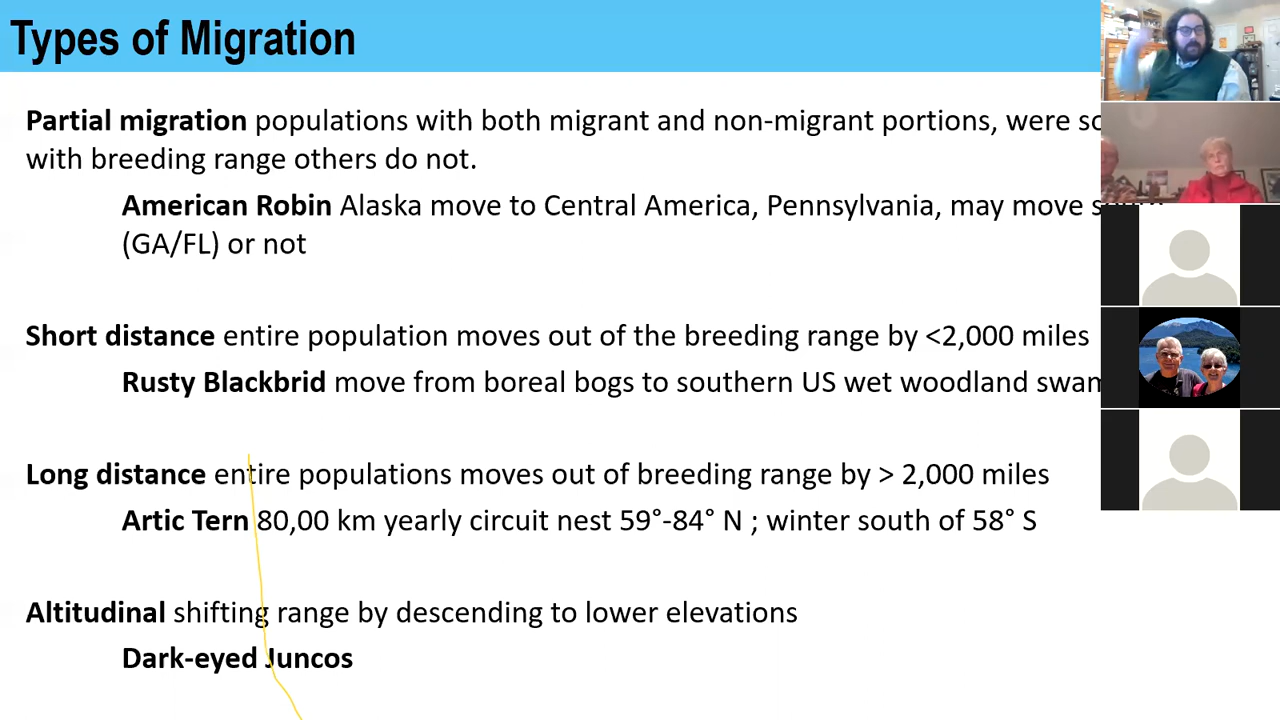 Types of Migration
Partial migration populations with both migrant and non-migrant portions, were
with breeding range others do not.
American Robin Alaska move to Central America, Pennsylvania, may move
(GA/FL) or not
Short distance entire population moves out of the breeding range by <2,000 miles
Rusty Blackbrid move from boreal bogs to southern US wet woodland
Long distance entire populations moves out of breeding range by > 2,000 miles
Artic Tern 80,00 km yearly circuit nest 59°-84° N ; winter south of 58° S
Altitudinal shifting range by descending to lower elevations
Dark-eyed Juncos